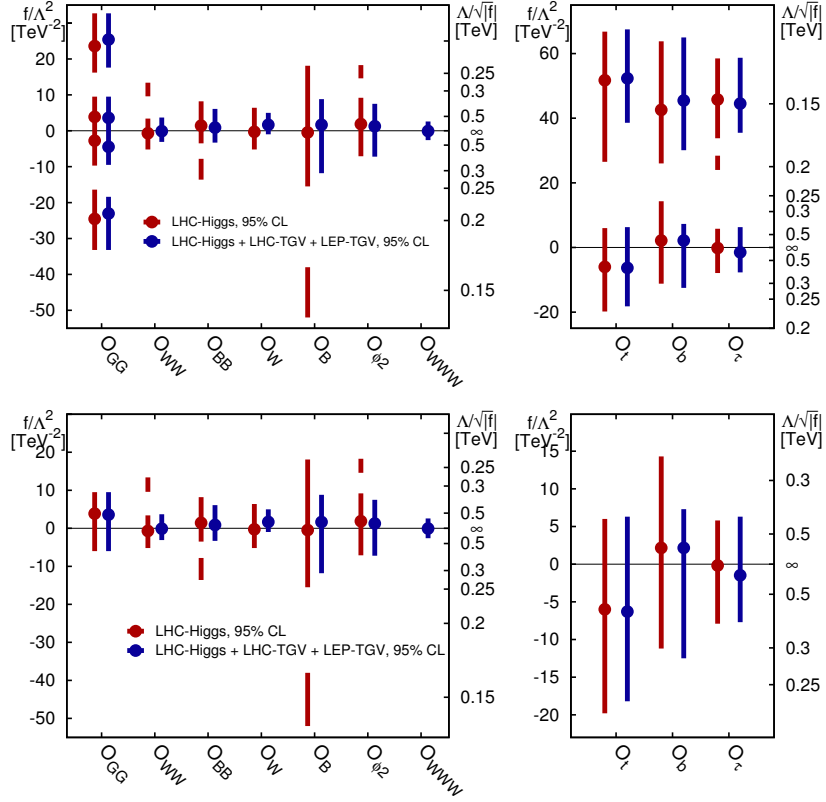 f/Λ²
[TeV⁻²]
Λ/√|f|
[TeV]
20
10
0
-10
-20
-30
-40
-50
0.25
0.3
0.5
∞
0.5
0.3
0.25
0.2
0.15
LHC-Higgs, 95% CL
LHC-Higgs + LHC-TGV + LEP-TGV, 95% CL
O_GG
O_WW
O_BB
O_W
O_B
O_ϕ2
O_WWW
f/Λ²
[TeV⁻²]
Λ/√|f|
[TeV]
60
40
20
0
-20
0.15
0.2
0.25
0.3
0.5
∞
0.5
0.3
0.25
0.2
O_t
O_b
O_τ
f/Λ²
[TeV⁻²]
Λ/√|f|
[TeV]
20
10
0
-10
-20
-30
-40
-50
0.25
0.3
0.5
∞
0.5
0.3
0.25
0.2
0.15
LHC-Higgs, 95% CL
LHC-Higgs + LHC-TGV + LEP-TGV, 95% CL
O_GG
O_WW
O_BB
O_W
O_B
O_ϕ2
O_WWW
f/Λ²
[TeV⁻²]
Λ/√|f|
[TeV]
15
10
5
0
-5
-10
-15
-20
0.3
0.5
∞
0.5
0.3
0.25
O_t
O_b
O_τ